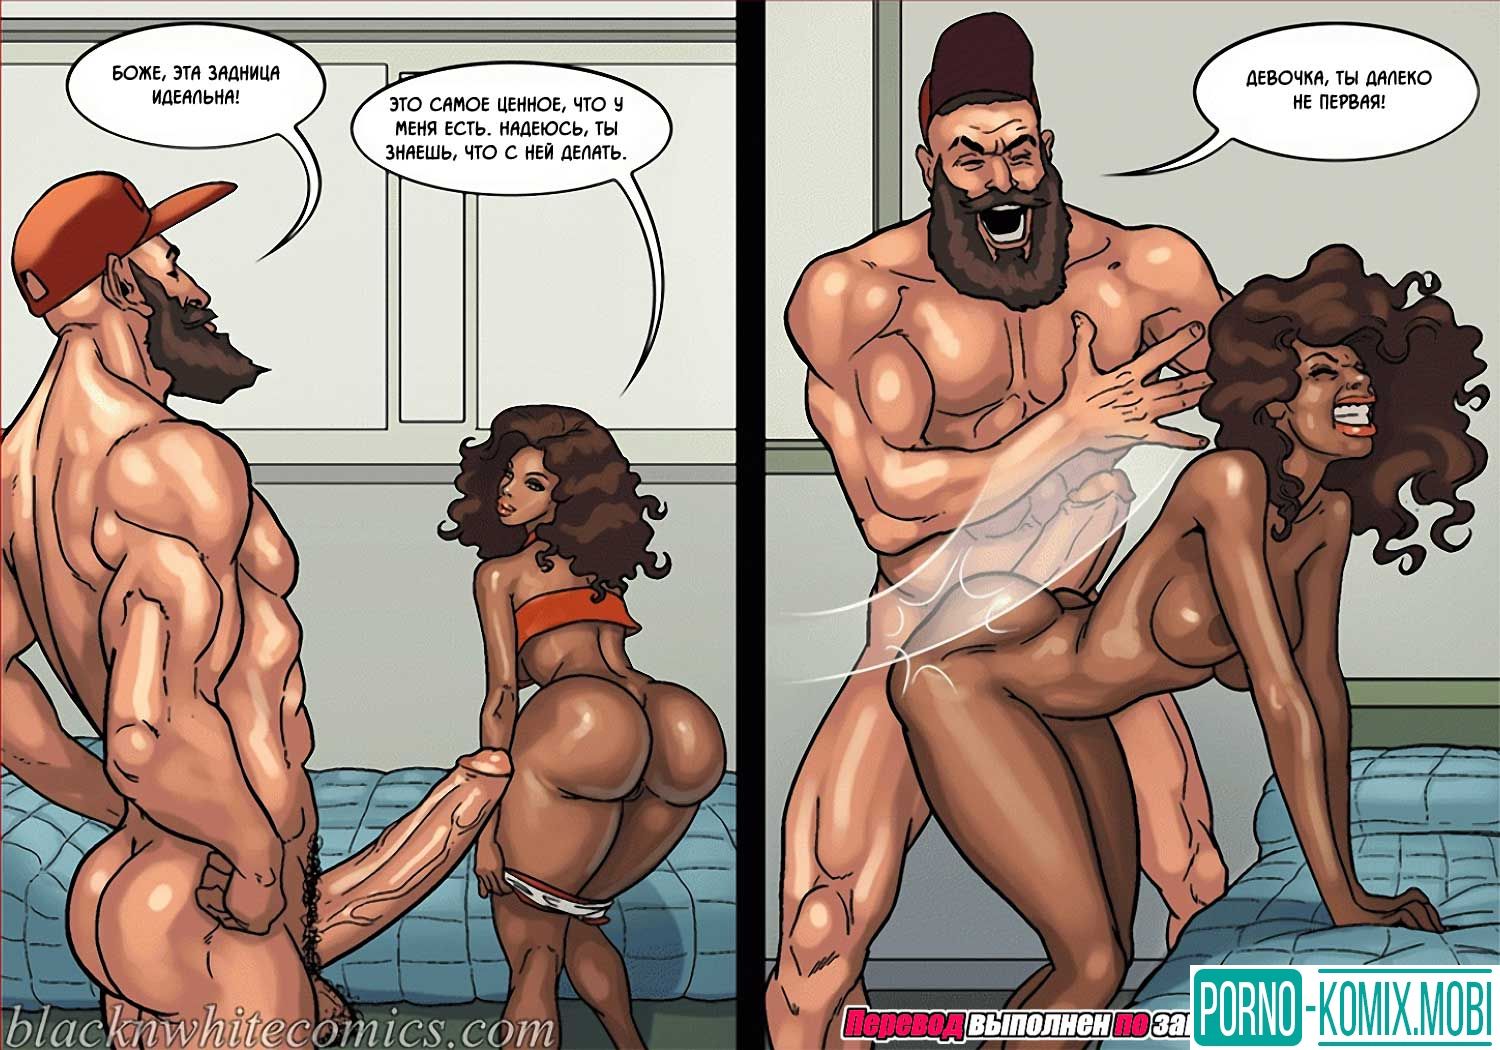 БОЖЕ, ЭТА ЗАДНИЦА
ИДЕАЛЬНА!
ЭТО САМОЕ ЦЕННОЕ, ЧТО У
МЕНЯ ЕСТЬ. НАДЕЮСЬ, ТЫ
ЗНАЕШЬ, ЧТО С НЕЙ ДЕЛАТЬ.
ДЕВОЧКА, ТЫ ДАЛЕКО
НЕ ПЕРВАЯ!
blacknwhitecomics.com
Перевод выполнен по
PORNO-KOMIX.MOBI